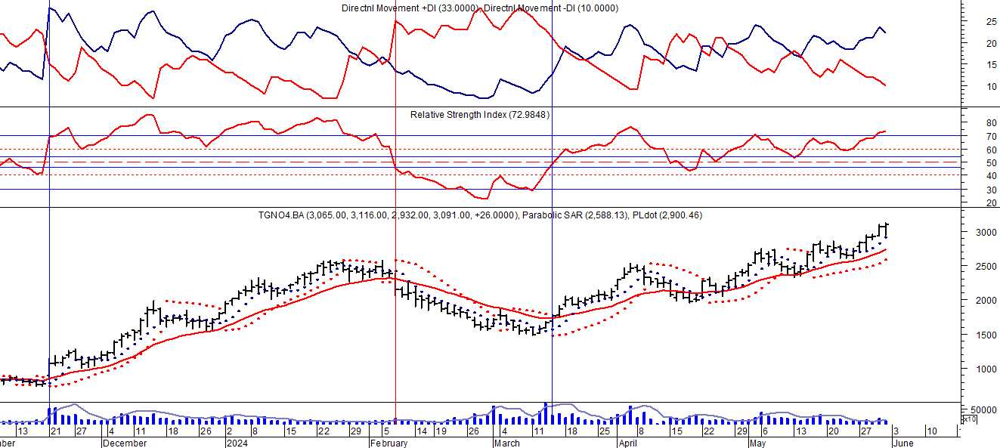 Directnl Movement +DI (33.0000), Directnl Movement -DI (10.0000)
25
20
15
10
Relative Strength Index (72.9848)
80
70
60
50
40
30
20
TGNO4.BA (3,065.00, 3,116.00, 2,932.00, 3,091.00, +26.0000), Parabolic SAR (2,588.13), PLdot (2,900.46)
3000
2500
2000
1500
1000
50000
x10
13 21 27 4 11 18 26 2 8 15 22 29 5 14 19 26 4 11 18 25 1 8 15 22 29 6 13 20 27 3 10
ber December 2024 February March April May June